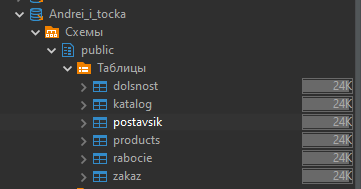 Andrei_i_tocka
Схемы
public
Таблицы
dolsnost 24K
katalog 24K
postavsik 24K
products 24K
rabocie 24K
zakaz 24K